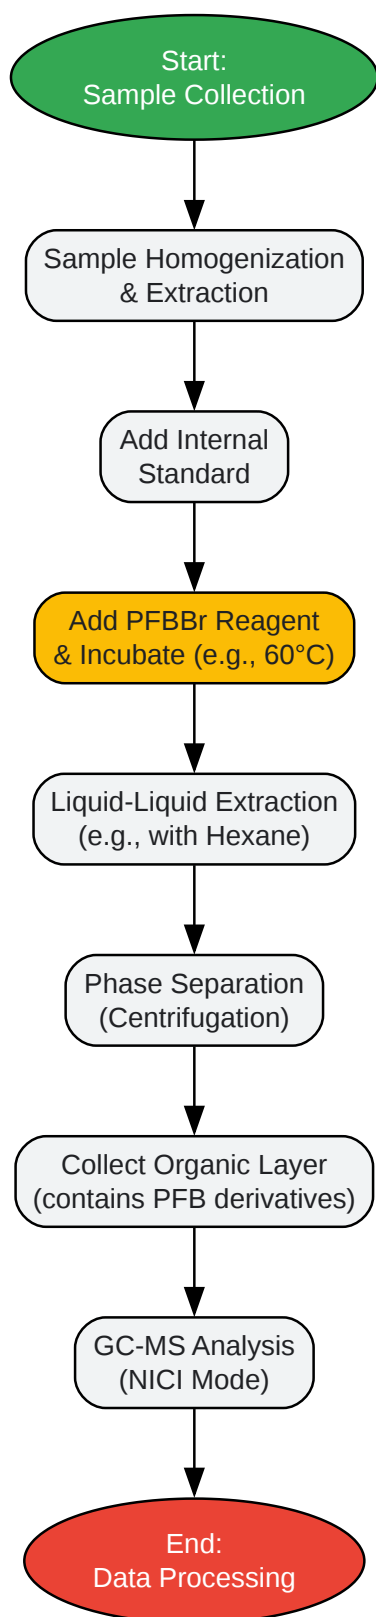 Start:
Sample Collection
Sample Homogenization
& Extraction
Add Internal
Standard
Add PFBBr Reagent
& Incubate (e.g., 60°C)
Liquid-Liquid Extraction
(e.g., with Hexane)
Phase Separation
(Centrifugation)
Collect Organic Layer
(contains PFB derivatives)
GC-MS Analysis
(NICI Mode)
End:
Data Processing